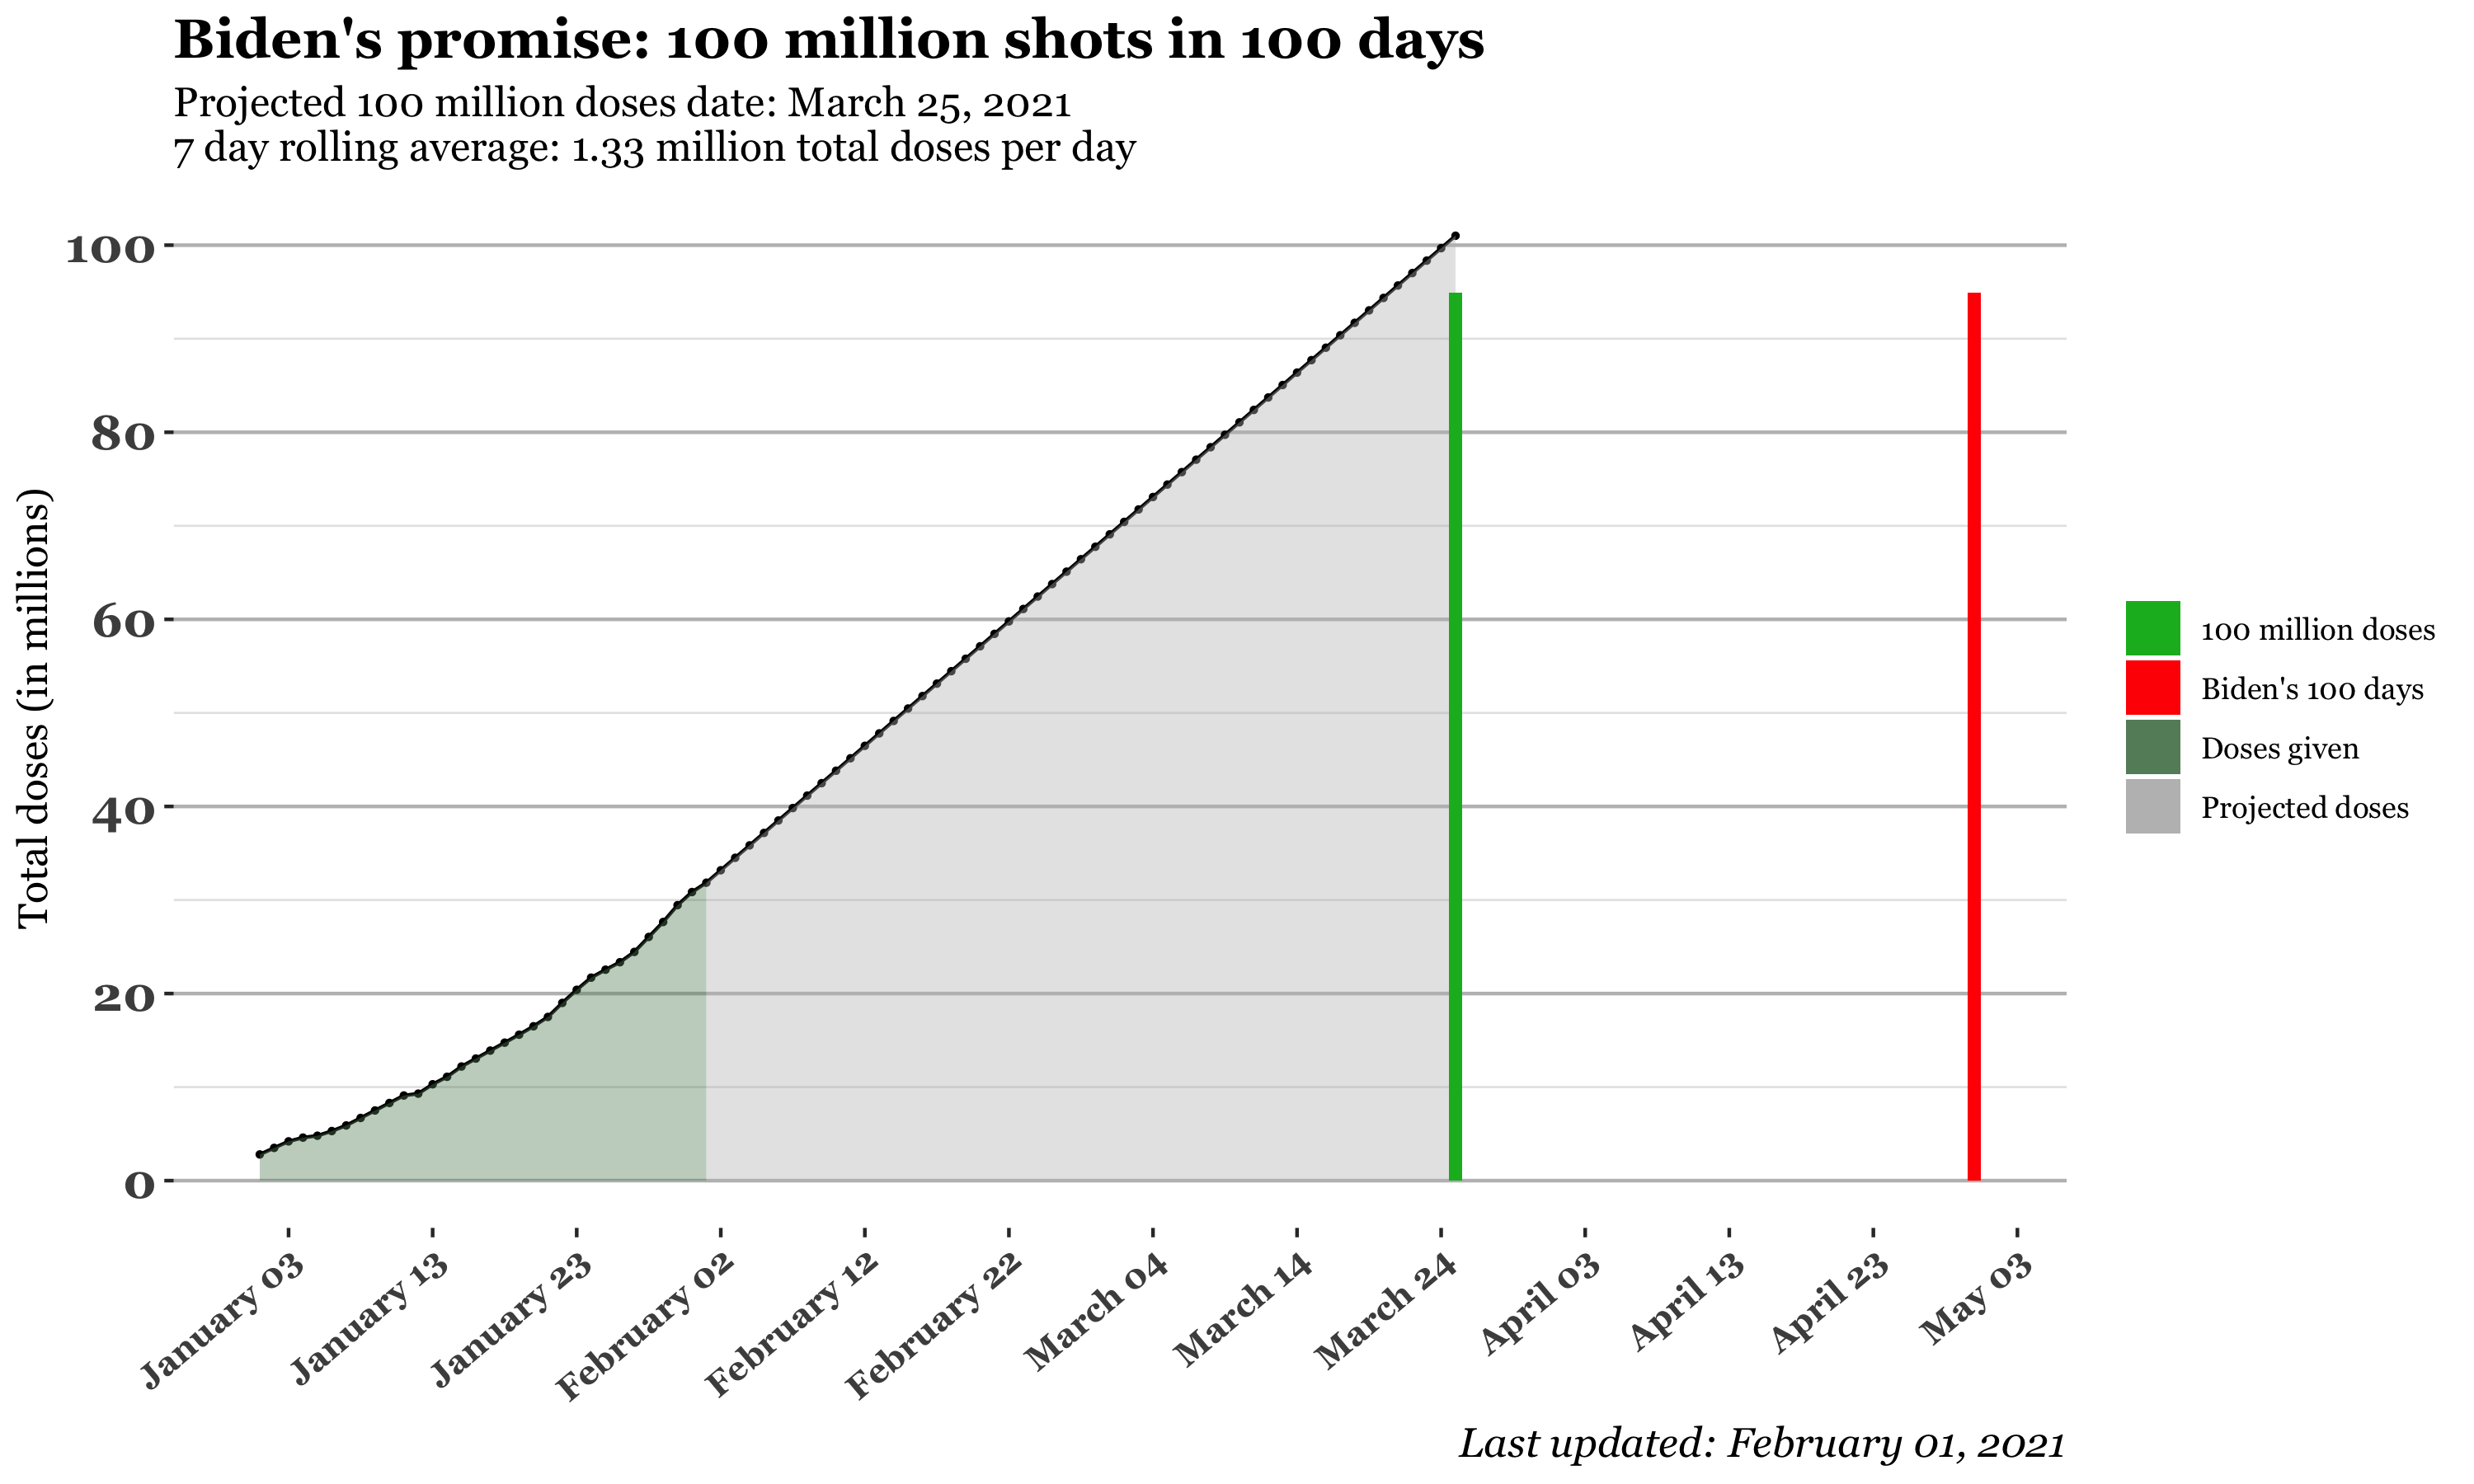 Biden's promise: 100 million shots in 100 days
Projected 100 million doses date: March 25, 2021
7 day rolling average: 1.33 million total doses per day
Total doses (in millions)
100
80
60
40
20
0
January 03
January 13
January 23
February 02
February 12
February 22
March 04
March 14
March 24
April 03
April 13
April 23
May 03
100 million doses
Biden's 100 days
Doses given
Projected doses
Last updated: February 01, 2021